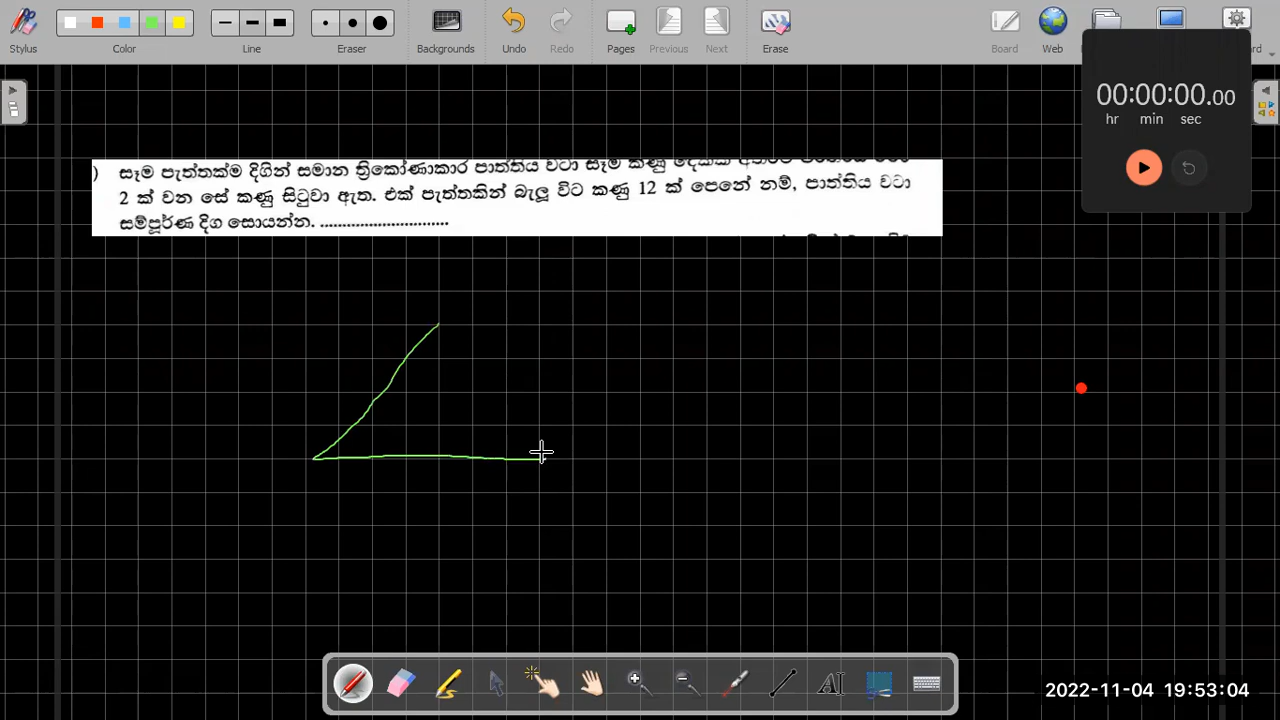 Stylus Color Line Eraser Backgrounds Undo Redo Pages Previous Next Erase Board Web
00:00:00.00
hr min sec
) සෑම පැත්තක්ම දිගින් සමාන ත්‍රිකෝණාකාර පාත්තිය වටා සෑම කණු දෙකක්
2 ක් වන සේ කණු සිටුවා ඇත. එක් පැත්තකින් බැලූ විට කණු 12 ක් පෙනේ නම්, පාත්තිය වටා
සම්පූර්ණ දිග සොයන්න. ..............................
AI
2022-11-04 19:53:04